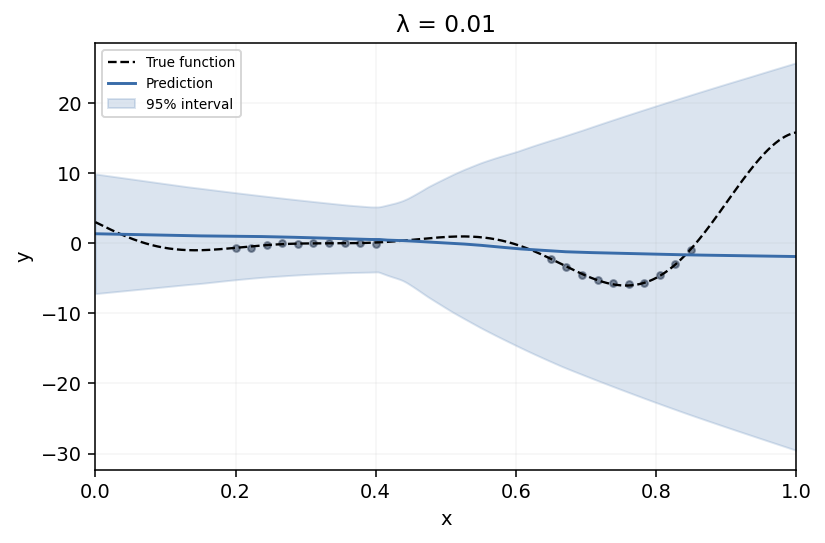 λ = 0.01
True function
Prediction
95% interval
y
20
10
0
−10
−20
−30
0.0 0.2 0.4 0.6 0.8 1.0
x